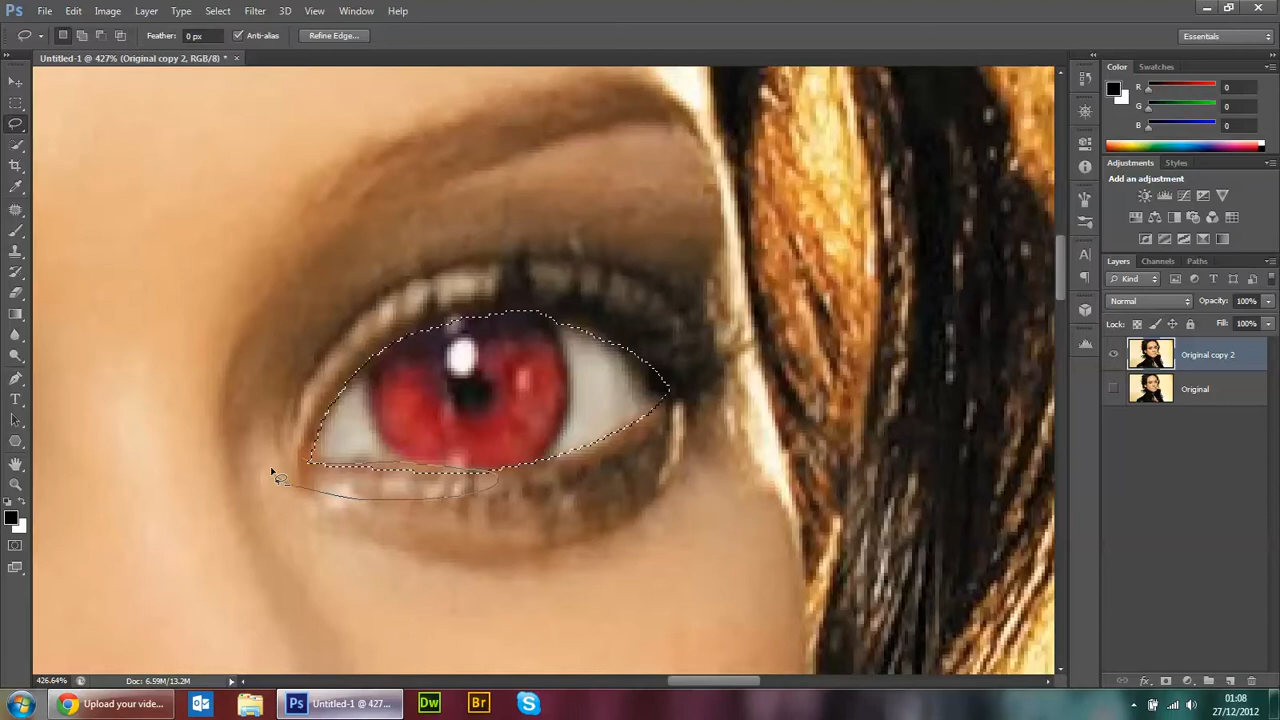 Ps File Edit Image Layer Type Select Filter 3D View Window Help
Feather: 0 px Anti-alias Refine Edge... Essentials
Untitled-1 @ 427% (Original copy 2, RGB/8) * ×
Color Swatches
R 0
G 0
B 0
Adjustments Styles
Add an adjustment
Layers Channels Paths
Kind
Normal Opacity: 100%
Lock: Fill: 100%
Original copy 2
Original
426.64% Doc: 6.59M/13.2M
Upload your vide... Ps Untitled-1 @ 427... Dw Br
01:08
27/12/2012